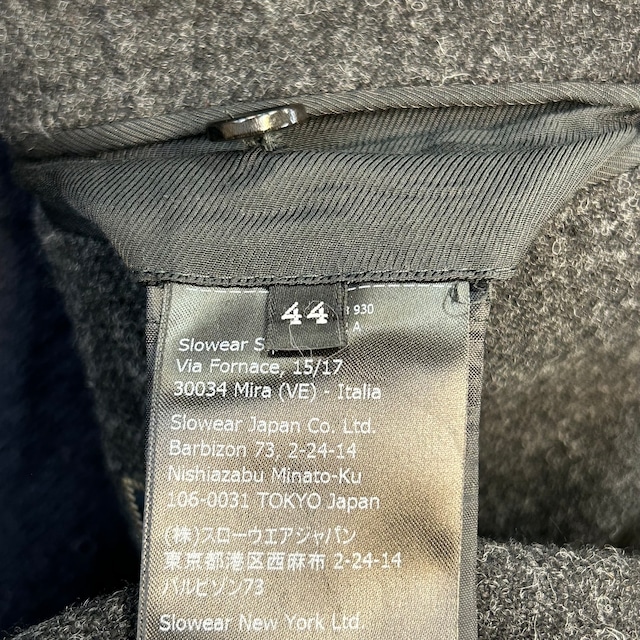 44
930
A
Slowear S
Via Fornace, 15/17
30034 Mira (VE) - Italia
Slowear Japan Co. Ltd.
Barbizon 73, 2-24-14
Nishiazabu Minato-Ku
106-0031 TOKYO Japan
(株)スローウエアジャパン
東京都港区西麻布 2-24-14
バルビゾン73
Slowear New York Ltd.